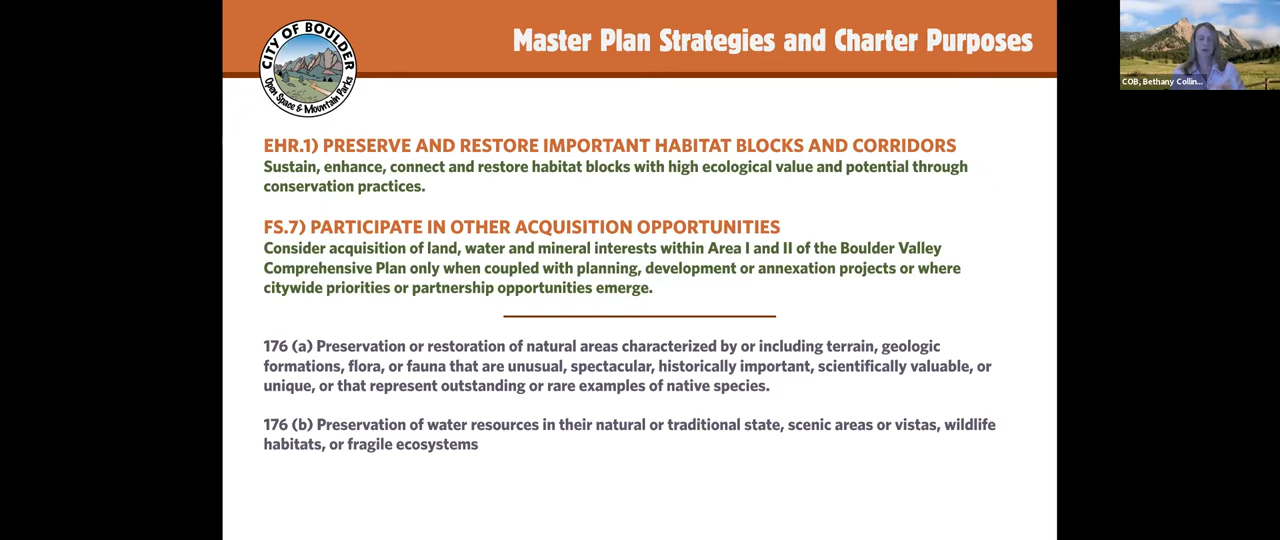 CITY OF BOULDER
Open Space & Mountain Parks
Master Plan Strategies and Charter Purposes
COB, Bethany Collin...
EHR.1) PRESERVE AND RESTORE IMPORTANT HABITAT BLOCKS AND CORRIDORS
Sustain, enhance, connect and restore habitat blocks with high ecological value and potential through
conservation practices.
FS.7) PARTICIPATE IN OTHER ACQUISITION OPPORTUNITIES
Consider acquisition of land, water and mineral interests within Area I and II of the Boulder Valley
Comprehensive Plan only when coupled with planning, development or annexation projects or where
citywide priorities or partnership opportunities emerge.
176 (a) Preservation or restoration of natural areas characterized by or including terrain, geologic
formations, flora, or fauna that are unusual, spectacular, historically important, scientifically valuable, or
unique, or that represent outstanding or rare examples of native species.
176 (b) Preservation of water resources in their natural or traditional state, scenic areas or vistas, wildlife
habitats, or fragile ecosystems